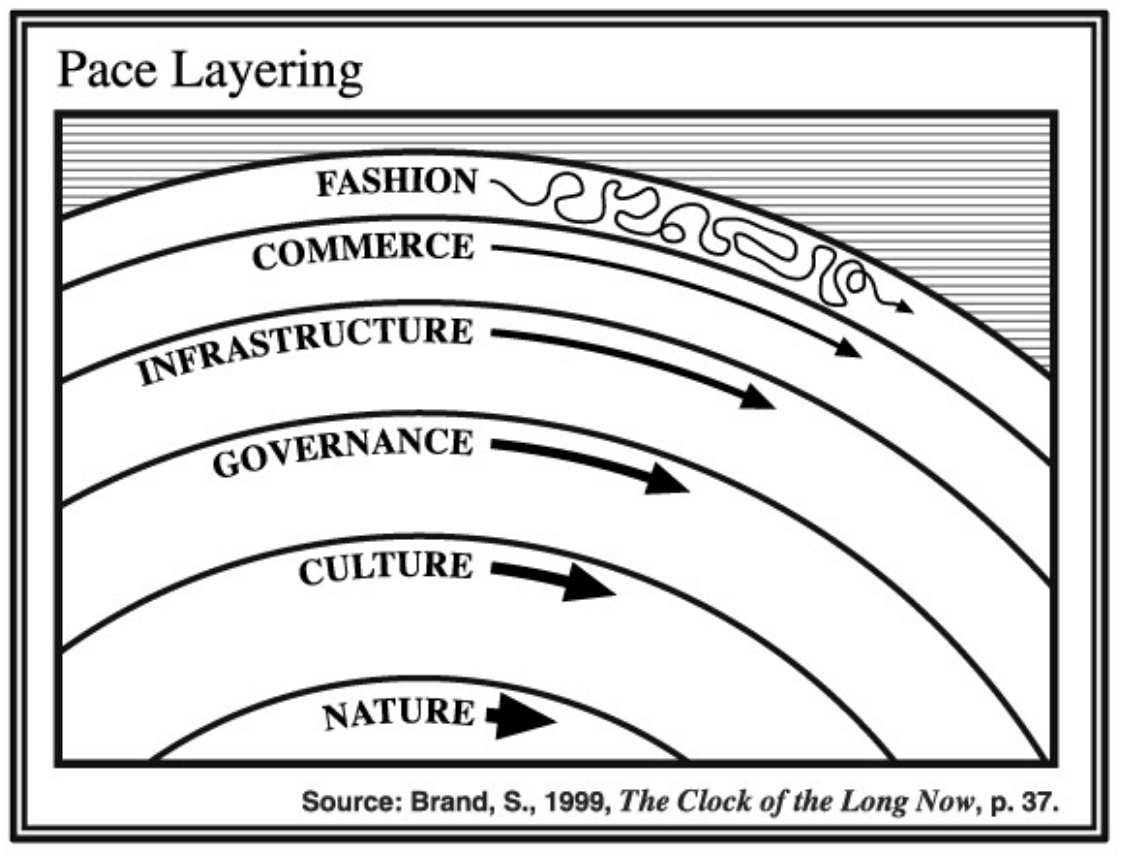 Pace Layering
FASHION
COMMERCE
INFRASTRUCTURE
GOVERNANCE
CULTURE
NATURE
Source: Brand, S., 1999, The Clock of the Long Now, p. 37.